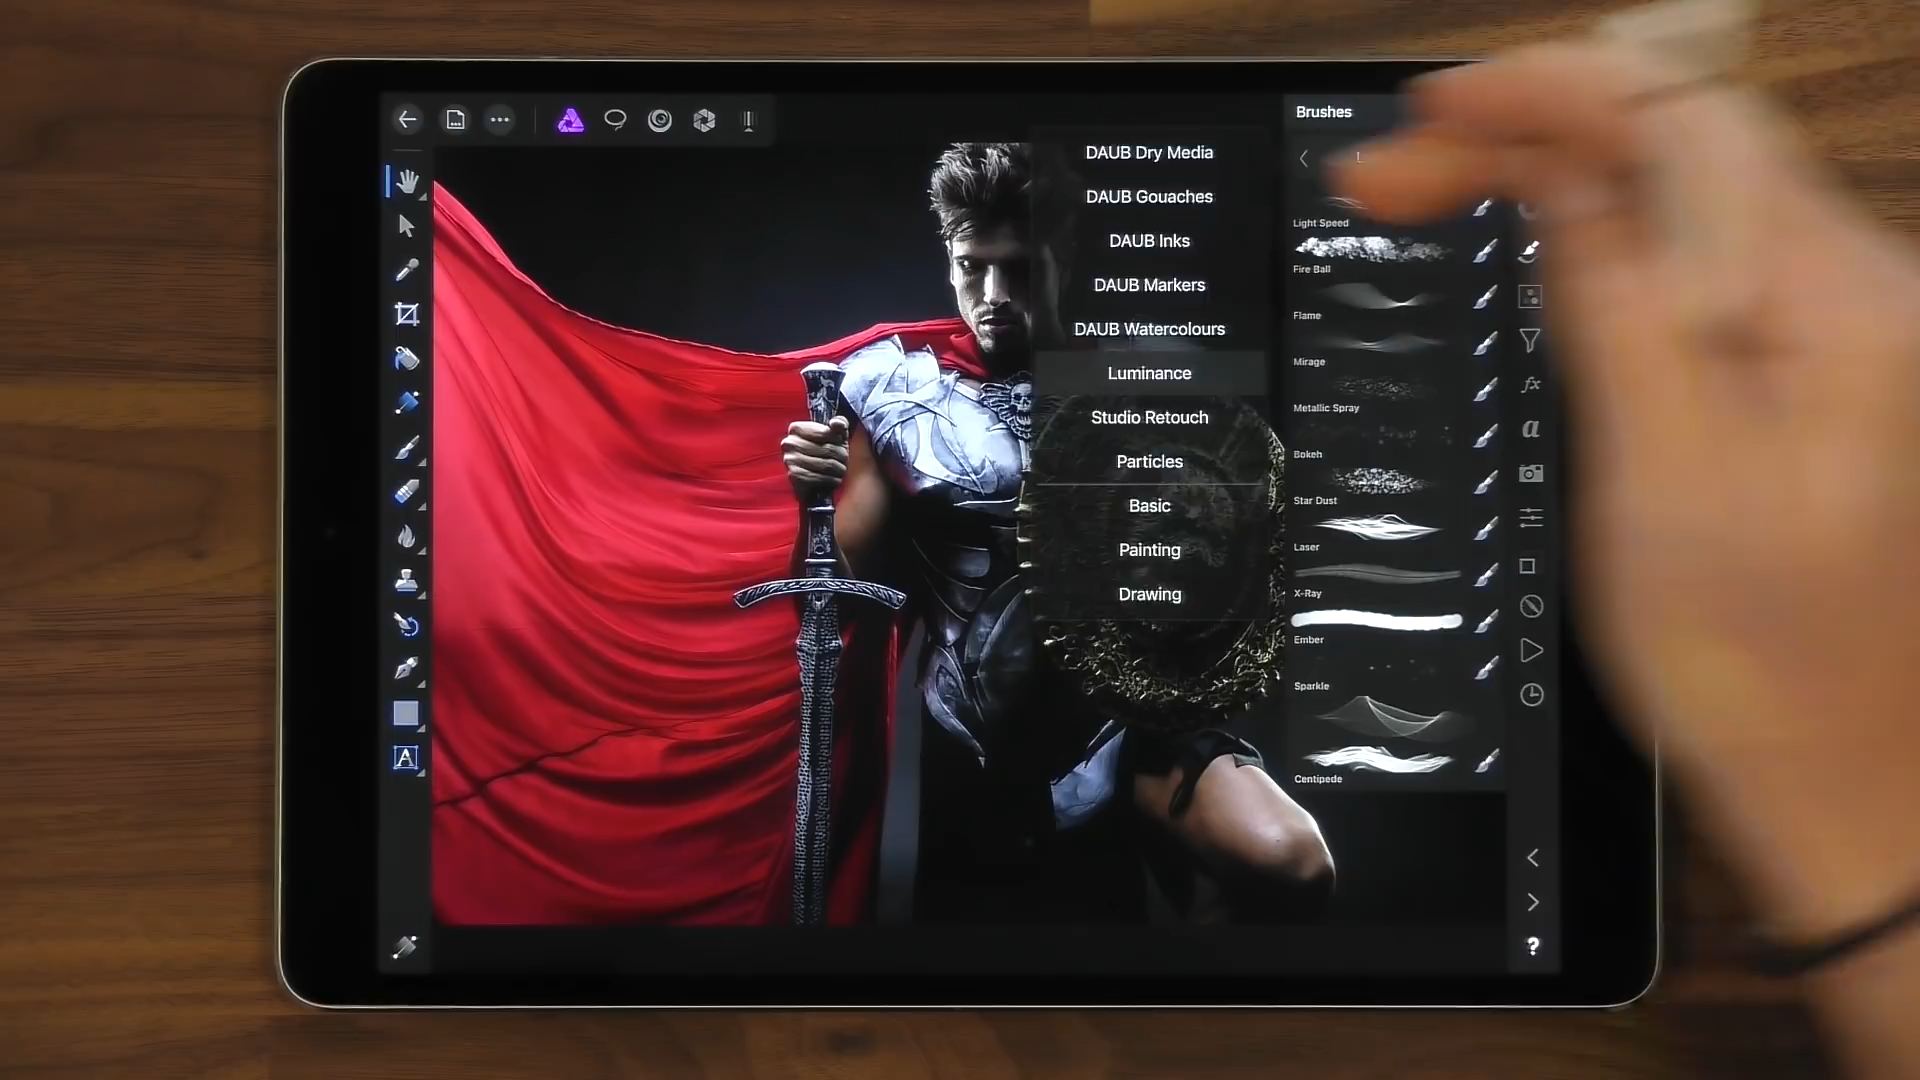 Brushes
DAUB Dry Media
DAUB Gouaches
DAUB Inks
DAUB Markers
DAUB Watercolours
Luminance
Studio Retouch
Particles
Basic
Painting
Drawing
Light Speed
Fire Ball
Flame
Mirage
Metallic Spray
Bokeh
Star Dust
Laser
X-Ray
Ember
Sparkle
Centipede
fx
a
A
?